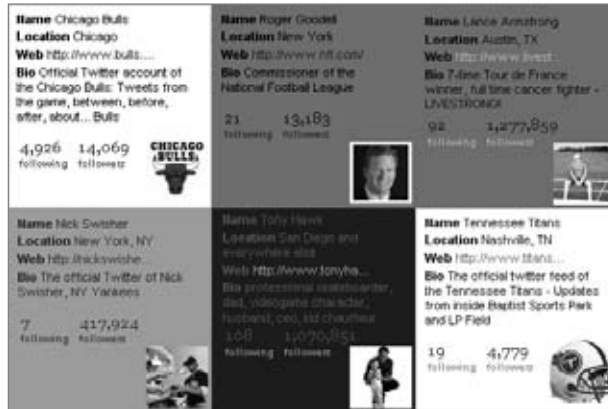 Name Chicago Bulls
Location Chicago
Web http://www.bulls....
Bio Official Twitter account of
the Chicago Bulls: Tweets from
the game, between, before,
after, about... Bulls
4,926 14,069
following followers
CHICAGO
BULLS
Name Roger Goodell
Location New York
Web http://www.nfl.com/
Bio Commissioner of the
National Football League
21 13,183
following followers
Name Lance Armstrong
Location Austin, TX
Web http://www.livest...
Bio 7-time Tour de France
winner, full time cancer fighter -
LIVESTRONG!
92 1,277,859
following followers
Name Nick Swisher
Location New York, NY
Web http://nickswishe...
Bio The official Twitter of Nick
Swisher, NY Yankees
7 417,924
following followers
Name Tony Hawk
Location San Diego and
everywhere else
Web http://www.tonyha...
Bio professional skateboarder,
dad, videogame character,
husband, ceo, kid chauffeur
108 1,070,851
following followers
Name Tennessee Titans
Location Nashville, TN
Web http://www.titans...
Bio The official twitter feed of
the Tennessee Titans - Updates
from inside Baptist Sports Park
and LP Field
19 4,779
following followers